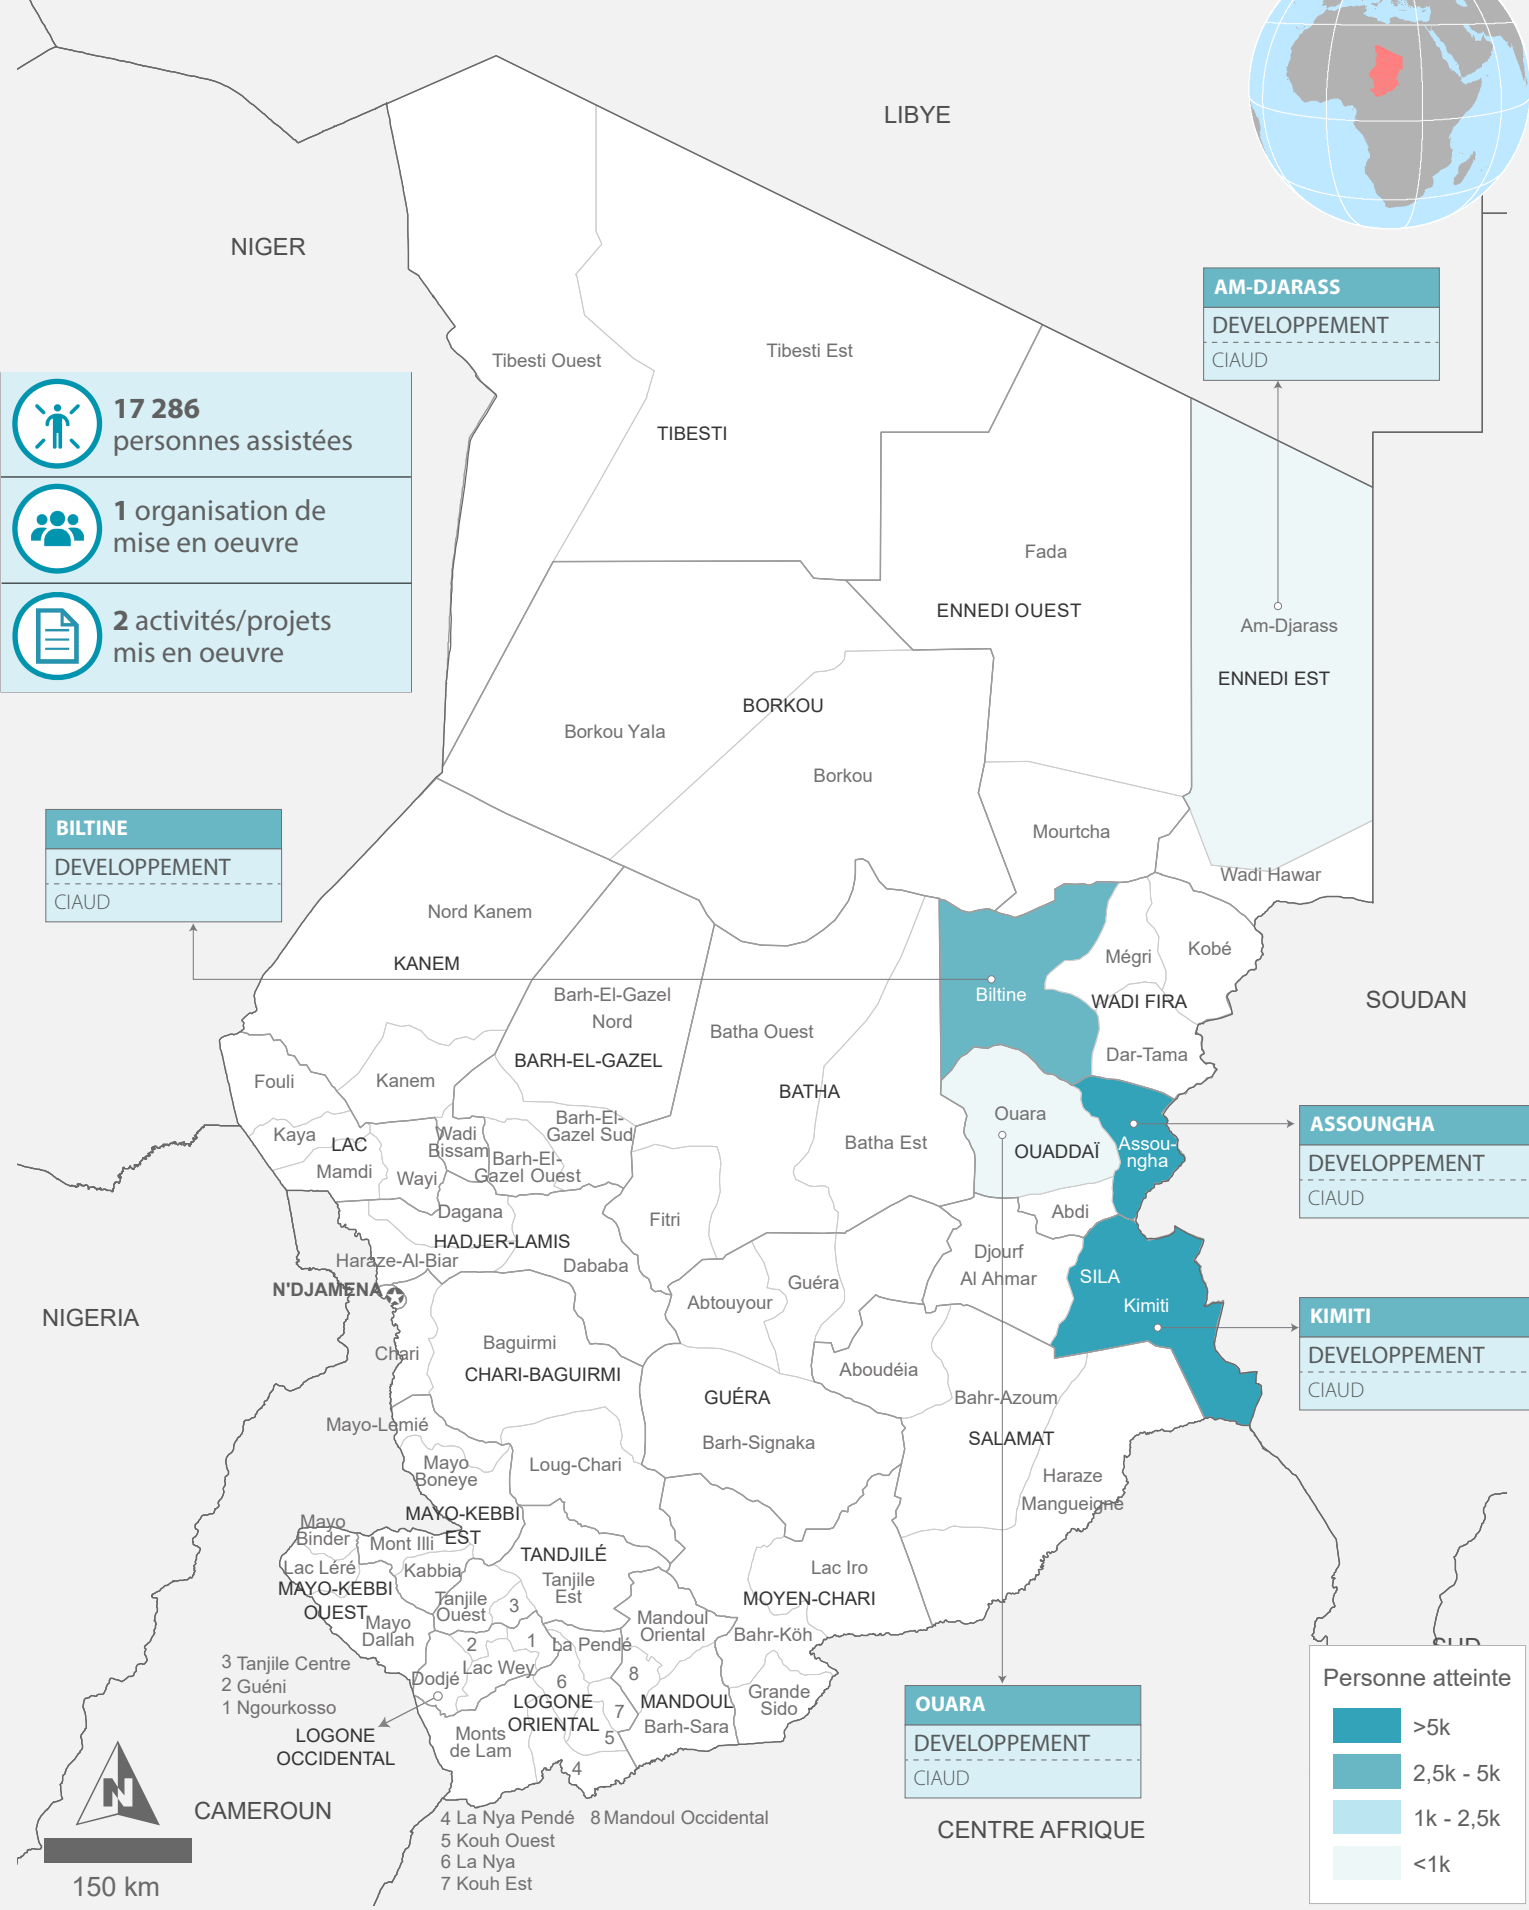 LIBYE
NIGER
AM-DJARASS
DEVELOPPEMENT
CIAUD
Tibesti Ouest
Tibesti Est
TIBESTI
17 286
personnes assistées
1 organisation de
mise en oeuvre
2 activités/projets
mis en oeuvre
Fada
ENNEDI OUEST
Am-Djarass
ENNEDI EST
BORKOU
Borkou Yala
Borkou
BILTINE
DEVELOPPEMENT
CIAUD
Mourtcha
Wadi Hawar
Nord Kanem
KANEM
Mégri
Kobé
Biltine
WADI FIRA
SOUDAN
Barh-El-Gazel
Nord
Batha Ouest
BARH-EL-GAZEL
Dar-Tama
Fouli
Kanem
BATHA
Ouara
OUADDAÏ
Assou-
ngha
ASSOUNGHA
DEVELOPPEMENT
CIAUD
Kaya
LAC
Mamdi
Wayi
Wadi
Bissam
Barh-El-
Gazel Sud
Barh-El-
Gazel Ouest
Batha Est
Dagana
Fitri
Abdi
HADJER-LAMIS
Haraze-Al-Biar
Dababa
Djourf
Al Ahmar
N'DJAMENA
Guéra
Abtouyour
SILA
Kimiti
NIGERIA
KIMITI
DEVELOPPEMENT
CIAUD
Chari
Baguirmi
CHARI-BAGUIRMI
Aboudéia
GUÉRA
Bahr-Azoum
Mayo-Lemié
Barh-Signaka
SALAMAT
Mayo
Boneye
Loug-Chari
Haraze
Mangueigne
MAYO-KEBBI
EST
Mayo
Binder
Mont Illi
TANDJILÉ
Lac Léré
Kabbia
Tanjile
Est
Lac Iro
MAYO-KEBBI
OUEST
MOYEN-CHARI
Tanjile
Ouest
3
Mayo
Dallah
Mandoul
Oriental
Bahr-Köh
2
1
La Pendé
SUD
Lac Wey
Dodjé
6
8
3 Tanjile Centre
2 Guéni
1 Ngourkosso
Grande
Sido
LOGONE
ORIENTAL
7
MANDOUL
Barh-Sara
5
LOGONE
OCCIDENTAL
Monts
de Lam
4
OUARA
DEVELOPPEMENT
CIAUD
Personne atteinte
>5k
2,5k - 5k
1k - 2,5k
<1k
N
150 km
CAMEROUN
4 La Nya Pendé
5 Kouh Ouest
6 La Nya
7 Kouh Est
8 Mandoul Occidental
CENTRE AFRIQUE